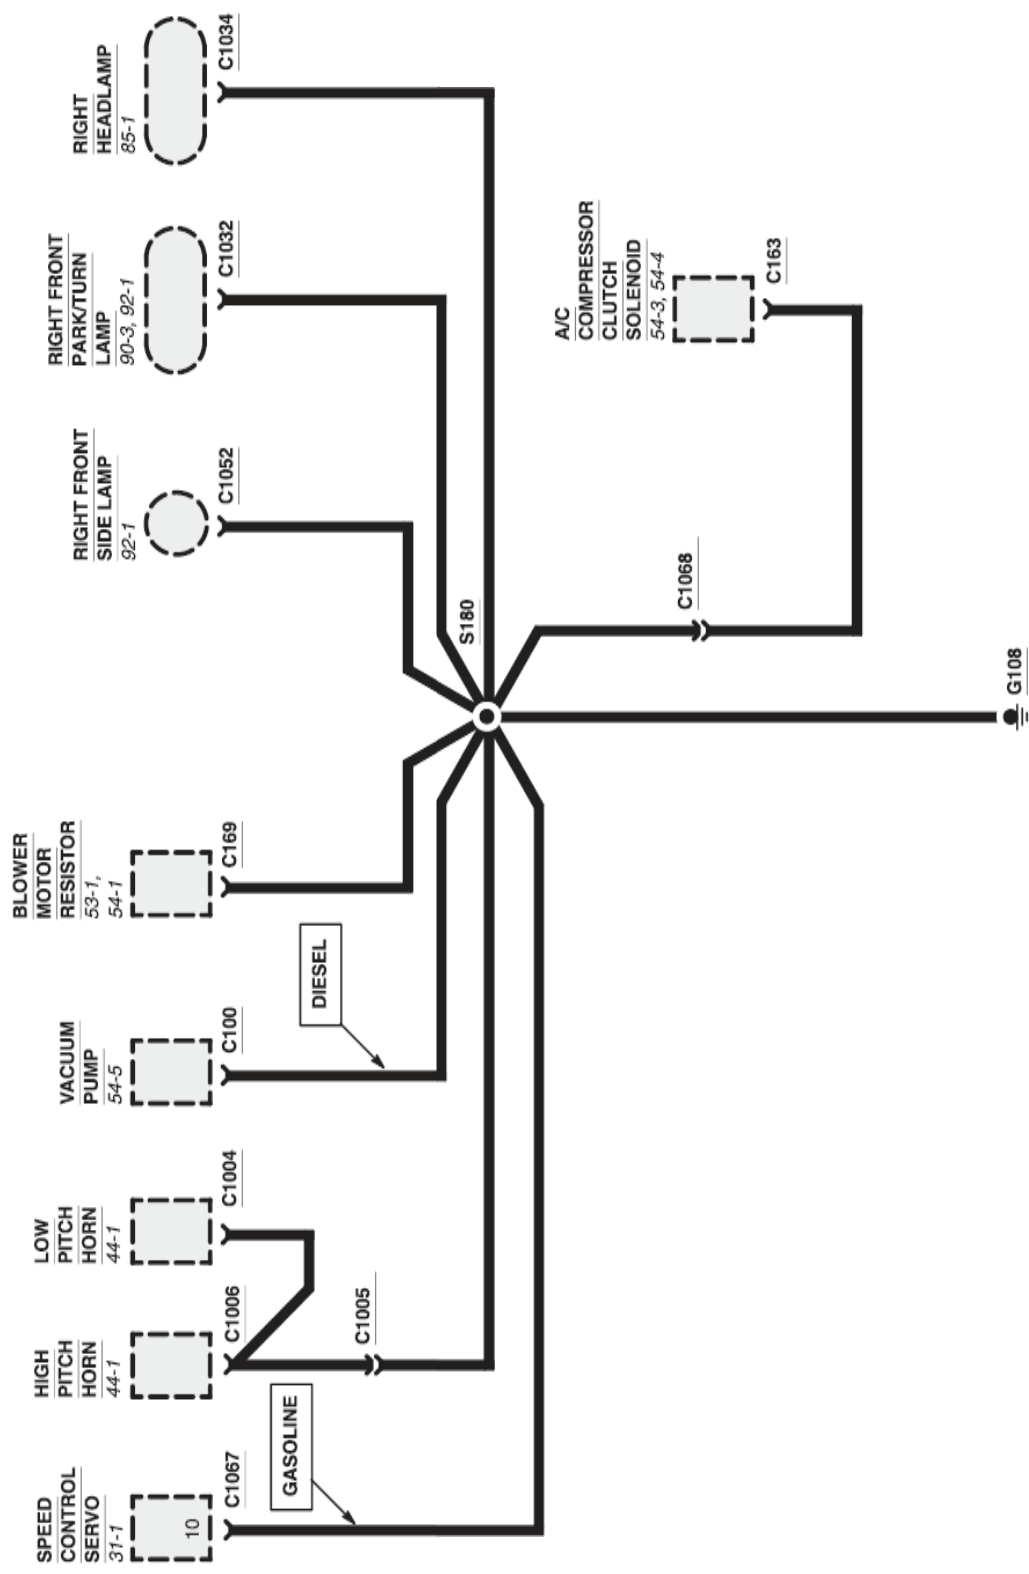 SPEED
CONTROL
SERVO
31-1
10
C1067
GASOLINE
HIGH
PITCH
HORN
44-1
C1006
C1005
LOW
PITCH
HORN
44-1
C1004
VACUUM
PUMP
54-5
C100
DIESEL
BLOWER
MOTOR
RESISTOR
53-1,
54-1
C169
RIGHT FRONT
SIDE LAMP
92-1
C1052
RIGHT FRONT
PARK/TURN
LAMP
90-3, 92-1
C1032
RIGHT
HEADLAMP
85-1
C1034
S180
A/C
COMPRESSOR
CLUTCH
SOLENOID
54-3, 54-4
C163
C1068
G108